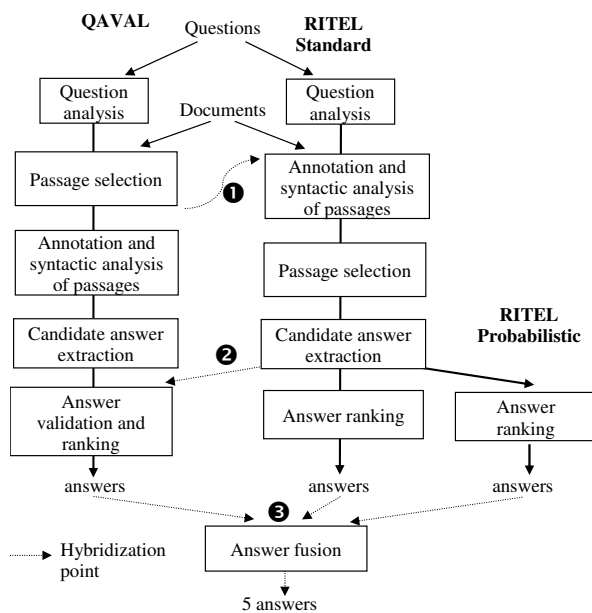 QAVAL
Questions
RITEL
Standard
Question
analysis
Question
analysis
Documents
Passage selection
Annotation and
syntactic analysis
of passages
❶
Annotation and
syntactic analysis
of passages
Passage selection
RITEL
Probabilistic
Candidate answer
extraction
Candidate answer
extraction
❷
Answer
validation and
ranking
Answer ranking
Answer
ranking
answers
answers
answers
❸
Hybridization
point
Answer fusion
5 answers